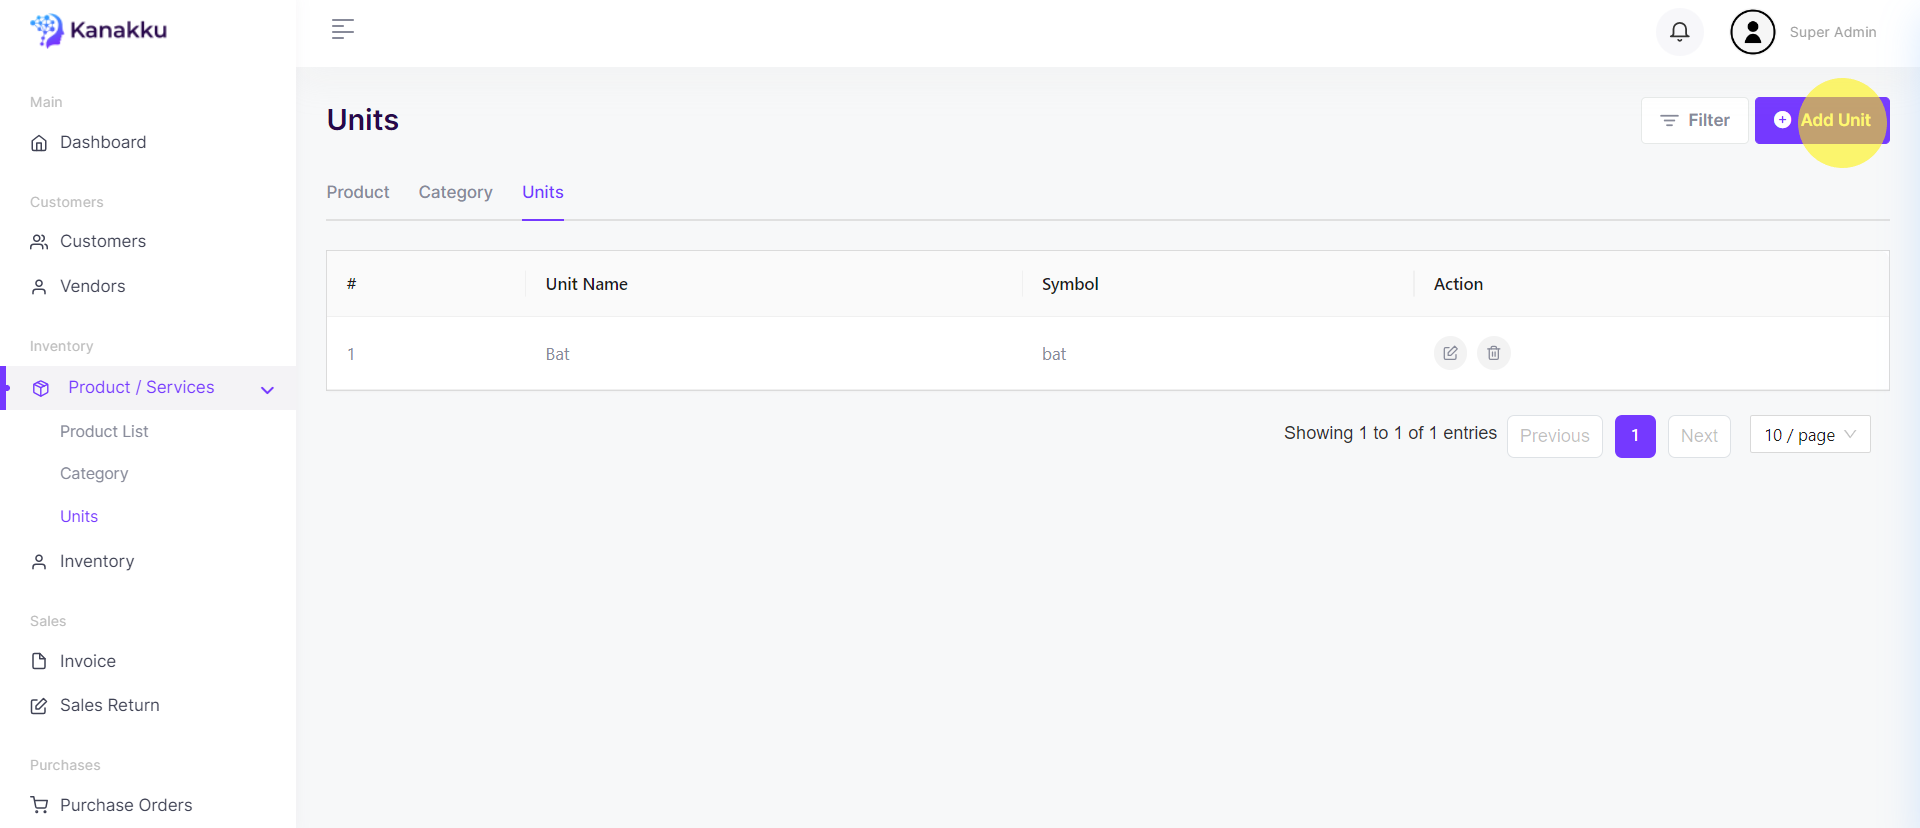 Kanakku
Super Admin
Main
Dashboard
Customers
Customers
Vendors
Inventory
Product / Services
Product List
Category
Units
Inventory
Sales
Invoice
Sales Return
Purchases
Purchase Orders
Units
Filter
Add Unit
Product Category Units
# Unit Name Symbol Action
1 Bat bat
Showing 1 to 1 of 1 entries Previous 1 Next 10 / page